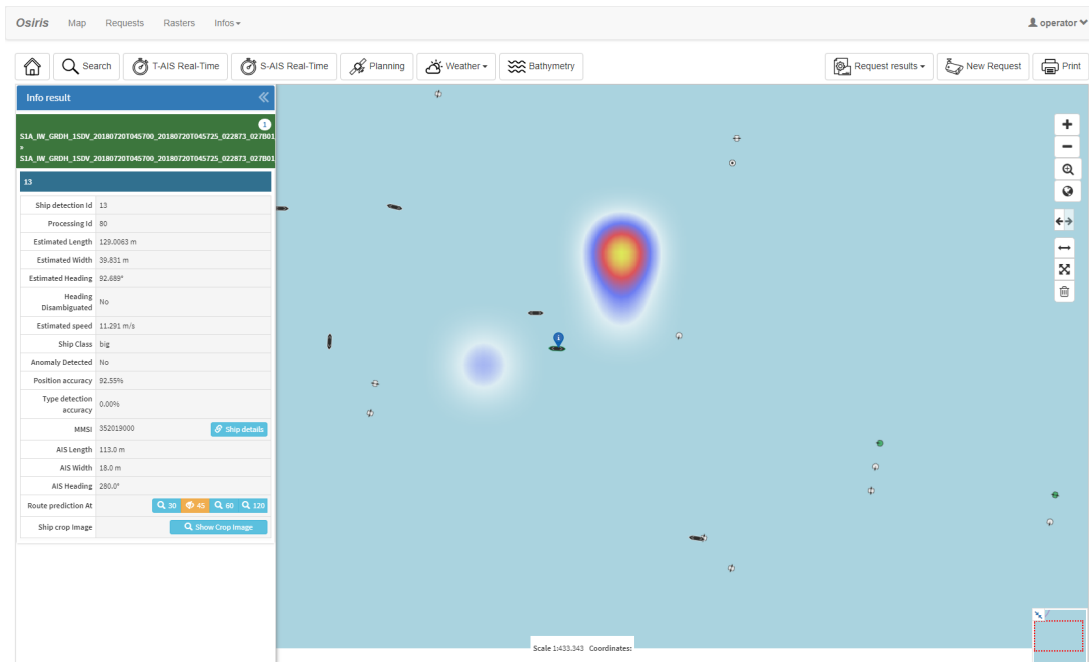 Osiris Map Requests Rasters Infos operator
Search T-AIS Real-Time S-AIS Real-Time Planning Weather Bathymetry Request results New Request Print
Info result
1
S1A_IW_GRDH_1SDV_20180720T045700_20180720T045725_022873_027B01
»
S1A_IW_GRDH_1SDV_20180720T045700_20180720T045725_022873_027B01
13
Ship detection Id 13
Processing Id 80
Estimated Length 129.0063 m
Estimated Width 39.831 m
Estimated Heading 92.689°
Heading
Disambiguated No
Estimated speed 11.291 m/s
Ship Class big
Anomaly Detected No
Position accuracy 92.55%
Type detection
accuracy 0.00%
MMSI 352019000 Ship details
AIS Length 113.0 m
AIS Width 18.0 m
AIS Heading 280.0°
Route prediction At 30 45 60 120
Ship crop Image Show Crop Image
Scale 1:433.343 Coordinates: